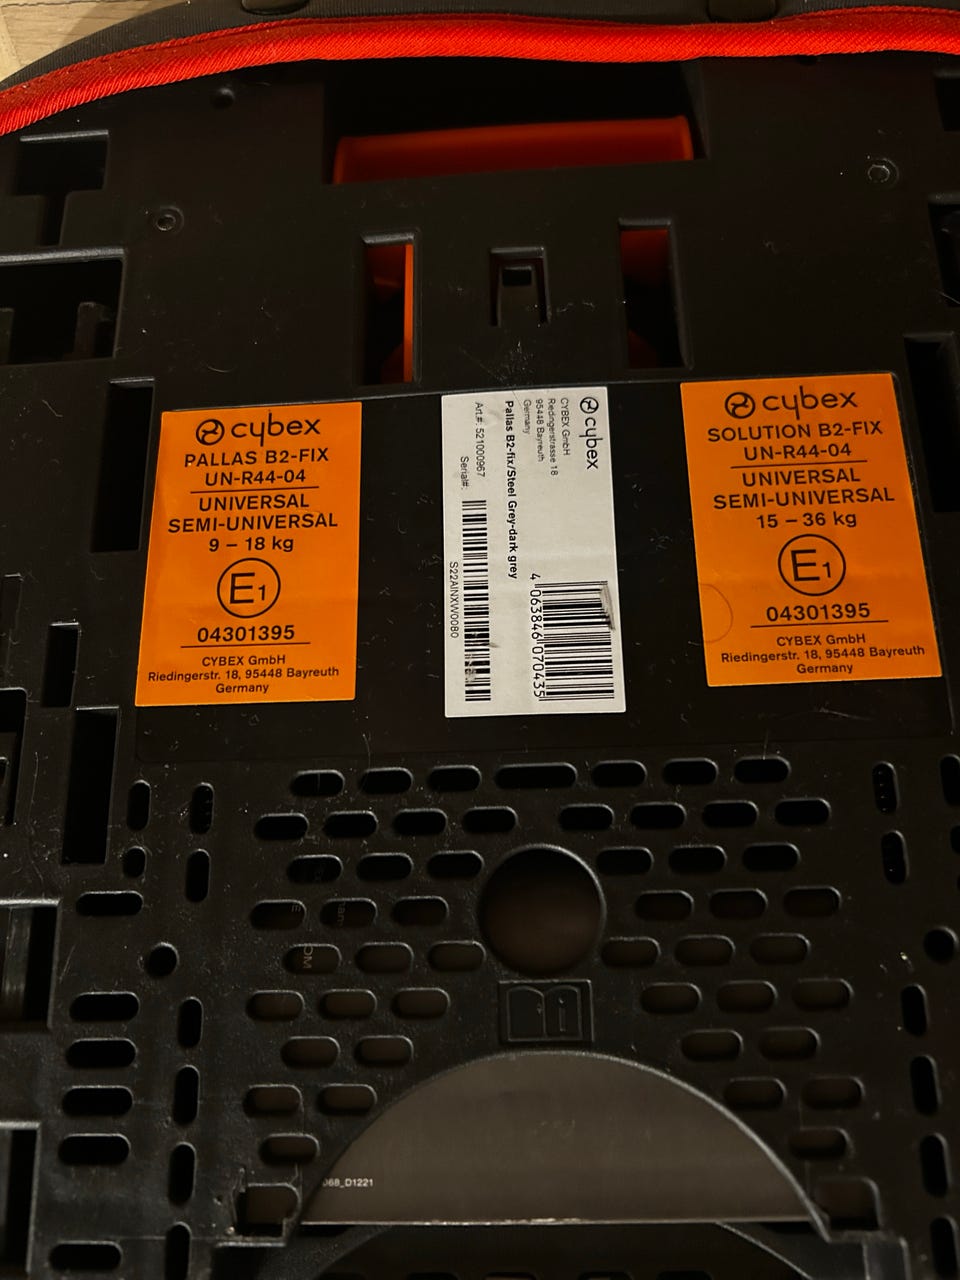 cybex
PALLAS B2-FIX
UN-R44-04
UNIVERSAL
SEMI-UNIVERSAL
9 – 18 kg
E1
04301395
CYBEX GmbH
Riedingerstr. 18, 95448 Bayreuth
Germany
cybex
CYBEX GmbH
Riedingerstrasse 18
95448 Bayreuth
Germany
Pallas B2-fix/Steel Grey-dark grey
Art.#: 521000967
Serial#:
S22AINXW0080
4 063846 070435
cybex
SOLUTION B2-FIX
UN-R44-04
UNIVERSAL
SEMI-UNIVERSAL
15 – 36 kg
E1
04301395
CYBEX GmbH
Riedingerstr. 18, 95448 Bayreuth
Germany
068_D1221